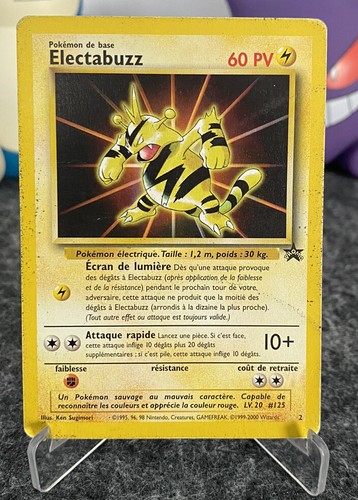 Pokémon de base
Electabuzz 60 PV
Pokémon électrique. Taille : 1,2 m, poids : 30 kg.
Écran de lumière Dès qu'une attaque provoque
des dégâts à Electabuzz (après application de la faiblesse
et de la résistance) pendant le prochain tour de votre
adversaire, cette attaque ne produit que la moitié des
dégâts à Electabuzz (arrondis à la dizaine la plus proche).
(Tout autre effet ou attaque est toujours valide.)
Attaque rapide Lancez une pièce. Si c'est face,
cette attaque inflige 10 dégâts plus 20 dégâts
supplémentaires ; si c'est pile, cette attaque inflige 10 dégâts.
10+
faiblesse résistance coût de retraite
Un Pokémon sauvage au mauvais caractère. Capable de
reconnaître les couleurs et apprécie la couleur rouge. LV. 20 #125
Illus. Ken Sugimori ©1995, 96, 98 Nintendo, Creatures, GAMEFREAK. ©1999-2000 Wizards. 2